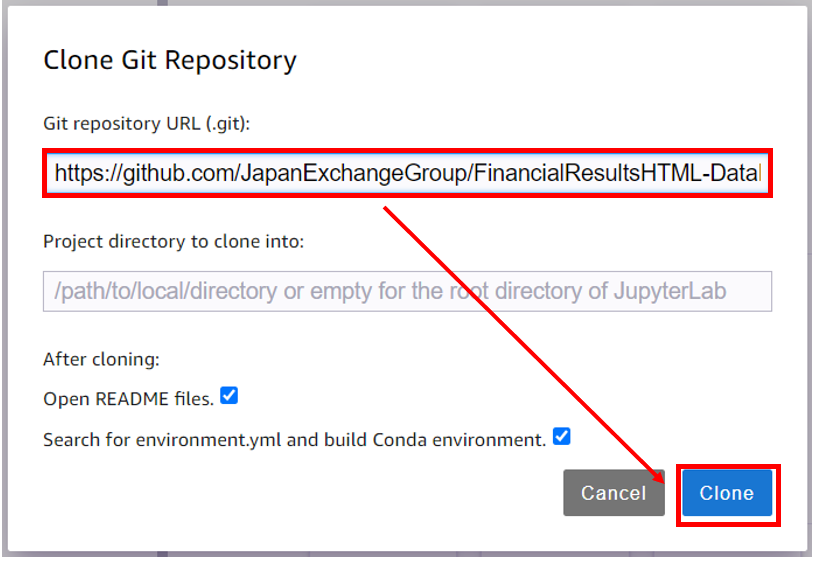 Clone Git Repository
Git repository URL (.git):
https://github.com/JapanExchangeGroup/FinancialResultsHTML-Data
Project directory to clone into:
/path/to/local/directory or empty for the root directory of JupyterLab
After cloning:
Open README files.
Search for environment.yml and build Conda environment.
Cancel Clone